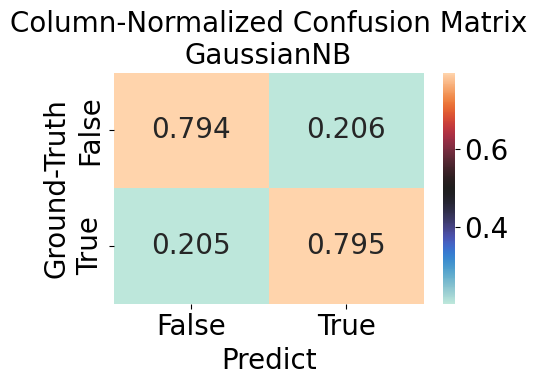 Column-Normalized Confusion Matrix
GaussianNB
Ground-Truth
False
True
0.794
0.206
0.205
0.795
False
True
Predict
0.6
0.4